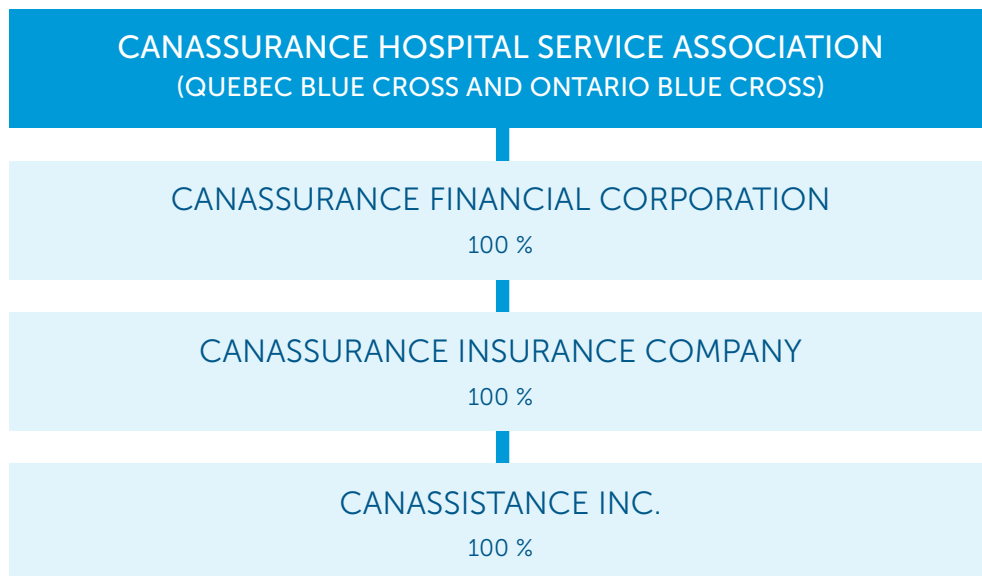 CANASSURANCE HOSPITAL SERVICE ASSOCIATION
(QUEBEC BLUE CROSS AND ONTARIO BLUE CROSS)
CANASSURANCE FINANCIAL CORPORATION
100 %
CANASSURANCE INSURANCE COMPANY
100 %
CANASSISTANCE INC.
100 %